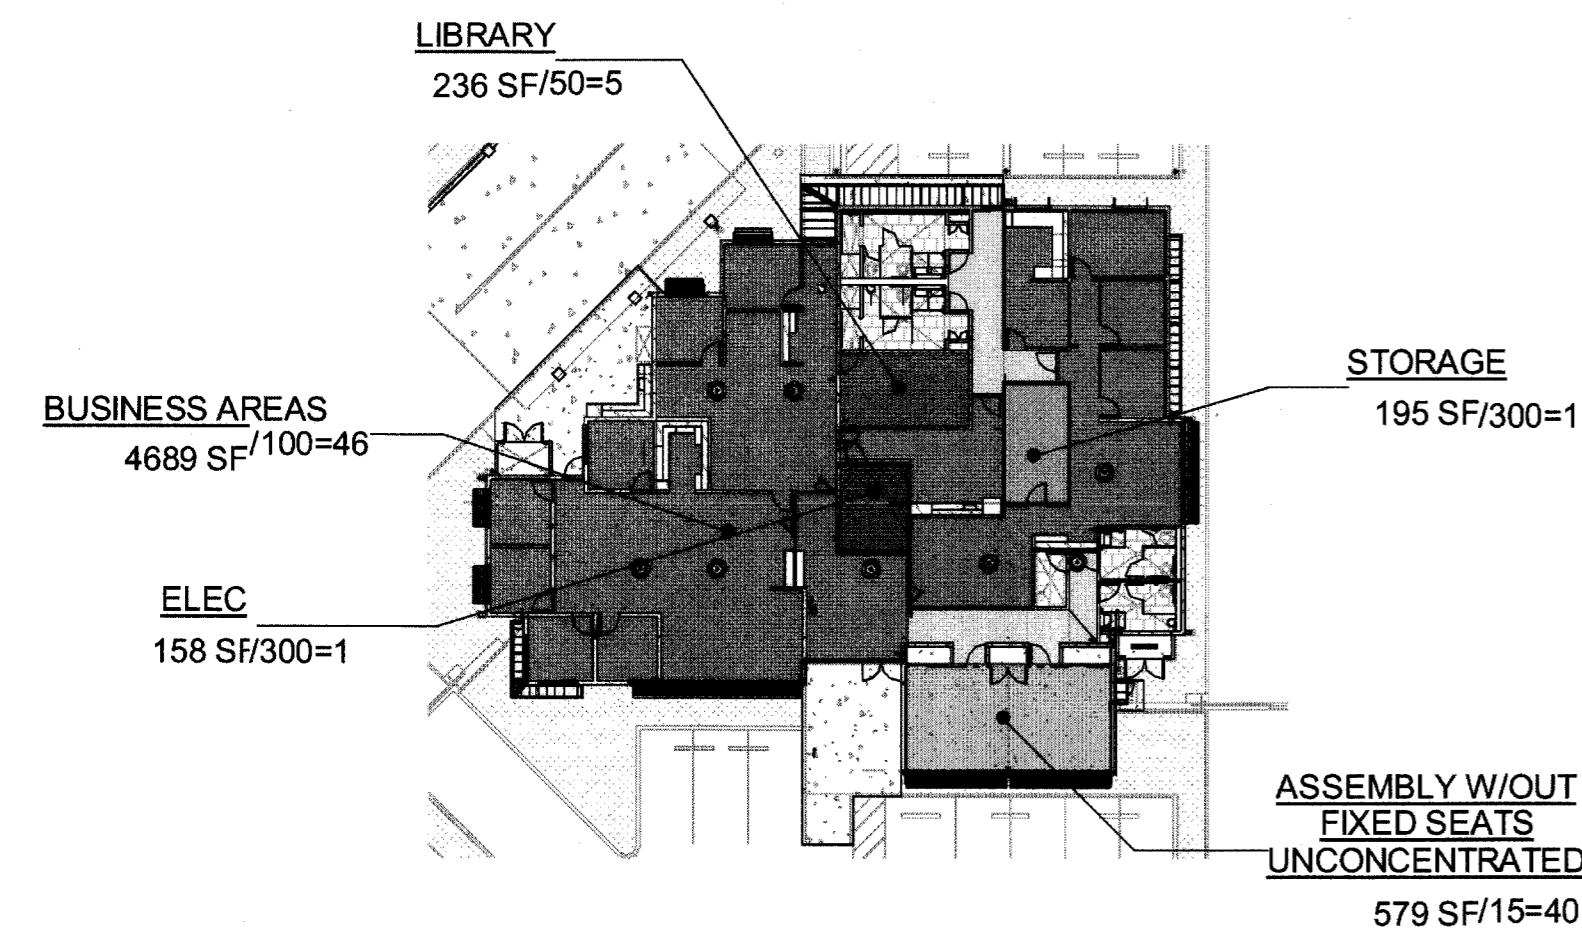 LIBRARY
236 SF/50=5
STORAGE
195 SF/300=1
BUSINESS AREAS
4689 SF/100=46
ELEC
158 SF/300=1
ASSEMBLY W/OUT
FIXED SEATS
UNCONCENTRATED
579 SF/15=40